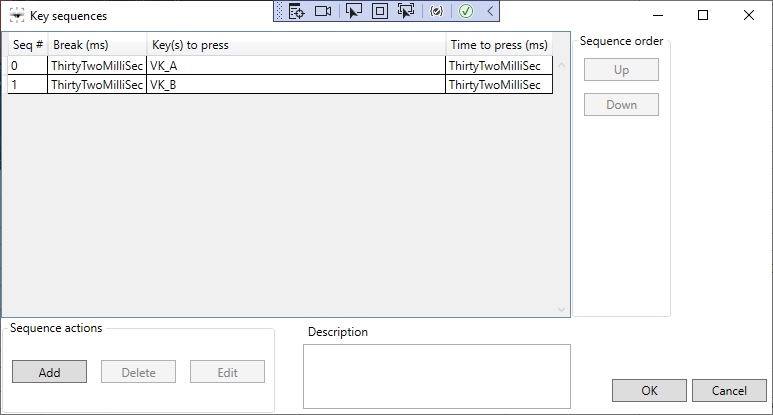 Key sequences
Seq # Break (ms) Key(s) to press Time to press (ms)
0 ThirtyTwoMilliSec VK_A ThirtyTwoMilliSec
1 ThirtyTwoMilliSec VK_B ThirtyTwoMilliSec
Sequence order
Up
Down
Sequence actions
Add Delete Edit
Description
OK Cancel